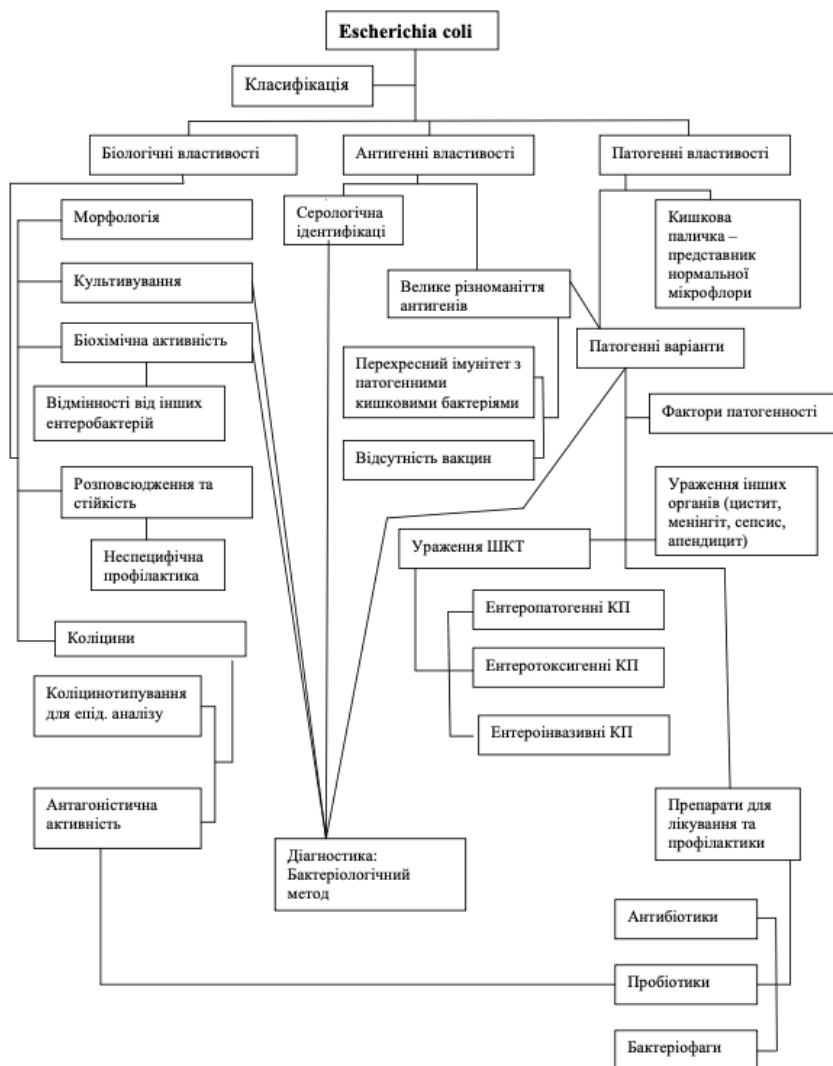 Escherichia coli
Класифікація
Біологічні властивості
Антигенні властивості
Патогенні властивості
Морфологія
Серологічна
ідентифікаці
Кишкова
паличка –
представник
нормальної
мікрофлори
Культивування
Велике різноманіття
антигенів
Біохімічна активність
Патогенні варіанти
Перехресний імунітет з
патогенними
кишковими бактеріями
Відмінності від інших
ентеробактерій
Фактори патогенності
Відсутність вакцин
Розповсюдження та
стійкість
Ураження інших
органів (цистит,
менінгіт, сепсис,
апендицит)
Ураження ШКТ
Неспецифічна
профілактика
Ентеропатогенні КП
Коліцини
Ентеротоксигенні КП
Коліцинотипування
для епід. аналізу
Ентероінвазивні КП
Антагоністична
активність
Препарати для
лікування та
профілактики
Діагностика:
Бактеріологічний
метод
Антибіотики
Пробіотики
Бактеріофаги